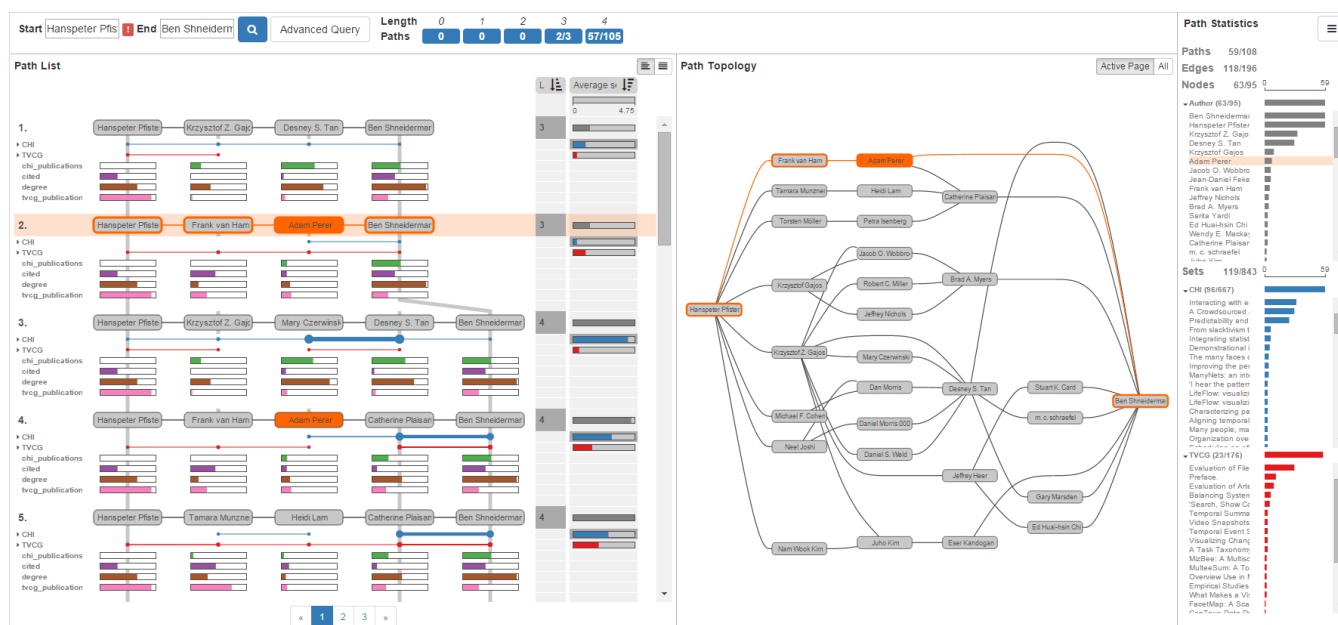 Start Hanspeter Pfis ! End Ben Shneiderm Advanced Query
Length 0 1 2 3 4
Paths 0 0 0 2/3 57/105
Path List
L Average s
0 4.75
1. Hanspeter Pfiste Krzysztof Z. Gajo Desney S. Tan Ben Shneidermar 3
CHI
TVCG
chi_publications
cited
degree
tvcg_publication
2. Hanspeter Pfiste Frank van Ham Adam Perer Ben Shneidermar 3
CHI
TVCG
chi_publications
cited
degree
tvcg_publication
3. Hanspeter Pfiste Krzysztof Z. Gajo Mary Czerwinsk Desney S. Tan Ben Shneidermar 4
CHI
TVCG
chi_publications
cited
degree
tvcg_publication
4. Hanspeter Pfiste Frank van Ham Adam Perer Catherine Plaisan Ben Shneidermar 4
CHI
TVCG
chi_publications
cited
degree
tvcg_publication
5. Hanspeter Pfiste Tamara Munzne Heidi Lam Catherine Plaisan Ben Shneidermar 4
CHI
TVCG
chi_publications
cited
degree
tvcg_publication
« 1 2 3 »
Path Topology
Active Page All
Frank van Ham Adam Perer
Tamara Munzner Heidi Lam Catherine Plaisan
Torsten Möller Petra Isenberg
Jacob O. Wobbro
Krzysztof Gajos Robert C. Miller Brad A. Myers
Hanspeter Pfister Jeffrey Nichols
Krzysztof Z. Gajos Mary Czerwinski
Dan Morris Desney S. Tan Stuart K. Card
Ben Shneiderman
Michael F. Cohen Daniel Morris 000 m. c. schraefel
Neel Joshi Daniel S. Weld
Jeffrey Heer
Gary Marsden
Ed Huai-hsin Chi
Nam Wook Kim Juho Kim Eser Kandogan
Path Statistics
Paths 59/108
Edges 118/196
Nodes 63/95 0 59
Author (63/95)
Ben Shneiderman
Hanspeter Pfister
Krzysztof Z. Gajo
Desney S. Tan
Krzysztof Gajos
Adam Perer
Jacob O. Wobbro
Jean-Daniel Feke
Frank van Ham
Jeffrey Nichols
Brad A. Myers
Sarita Yardi
Ed Huai-hsin Chi
Wendy E. Mackay
Catherine Plaisar
m. c. schraefel
Juho Kim
Sets 119/843 0 59
CHI (96/667)
Interacting with e
A Crowdsourced
Predictability and
From slacktivism t
Integrating statist
Demonstrational i
The many faces o
Improving the per
ManyNets: an inte
'I hear the pattern
LifeFlow: visualizi
LifeFlow: visualizi
Characterizing pa
Aligning temporal
Many people, ma
Organization ove
TVCG (23/176)
Evaluation of File
Preface.
Evaluation of Arte
Balancing System
'Search, Show Co
Temporal Summa
Video Snapshots
Temporal Event S
Visualizing Chang
A Task Taxonomy
MizBee: A Multisc
MulteeSum: A To
Overview Use in M
Empirical Studies
What Makes a Vis
FacetMap: A Sca